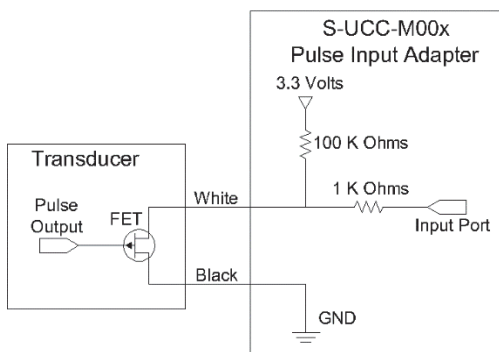 S-UCC-M00x
Pulse Input Adapter
3.3 Volts
100 K Ohms
Transducer
1 K Ohms
White
Pulse
Output
FET
Input Port
Black
GND